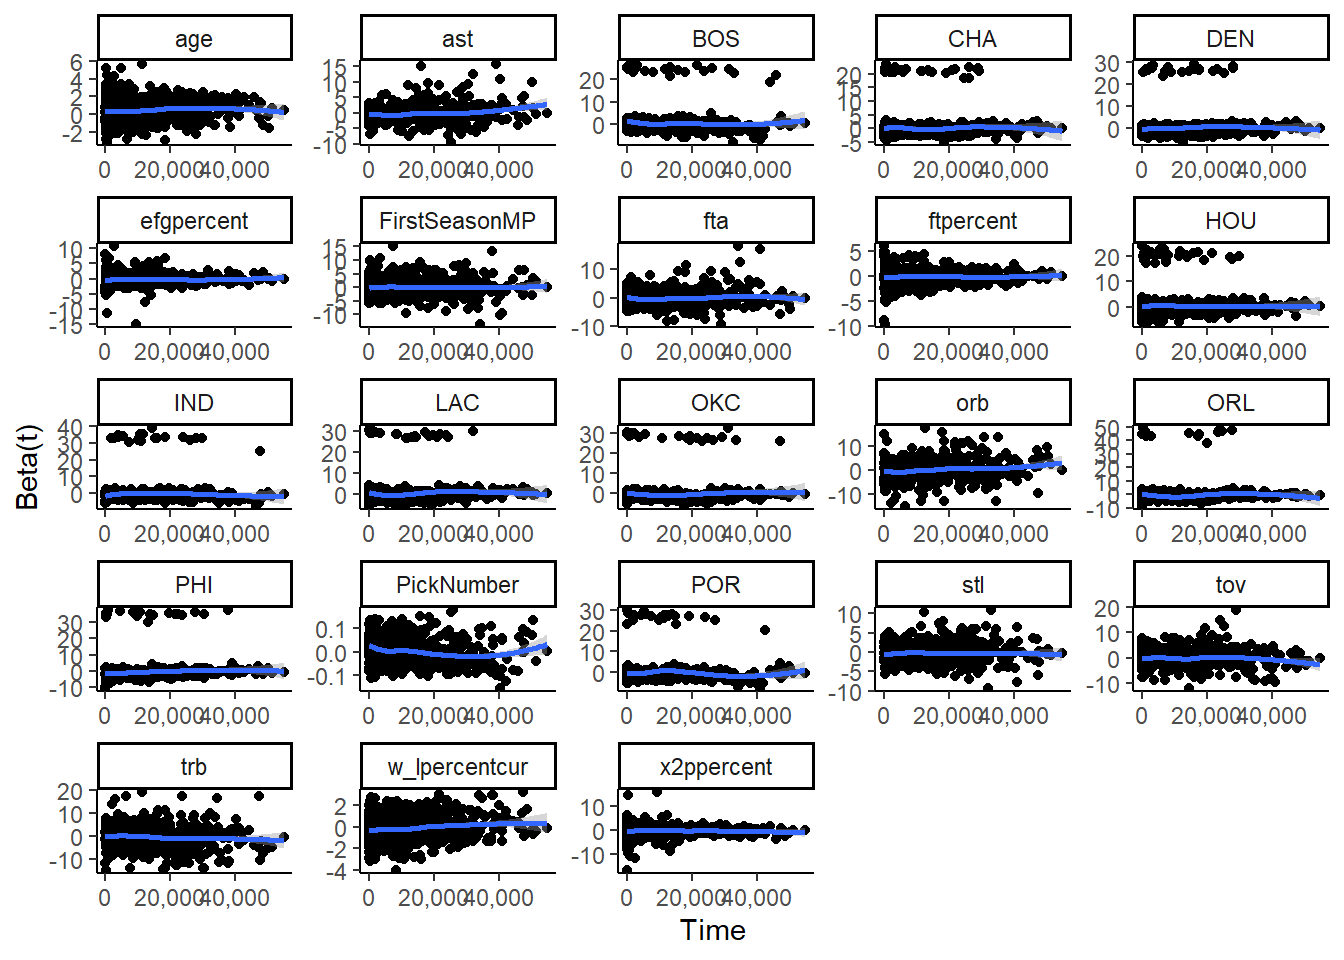 age ast BOS CHA DEN
6 4 2 0 -2
15 10 5 0 -5 -10
20 10 0
20 15 10 5 0 -5
30 20 10 0
0 20,000 40,000 0 20,000 40,000 0 20,000 40,000 0 20,000 40,000 0 20,000 40,000
efgpercent FirstSeasonMP fta ftpercent HOU
10 5 0 -5 -10 -15
15 10 5 0 -5 -10
10 0 -10
5 0 -5 -10
20 10 0
0 20,000 40,000 0 20,000 40,000 0 20,000 40,000 0 20,000 40,000 0 20,000 40,000
IND LAC OKC orb ORL
40 30 20 10 0
30 20 10 0
30 20 10 0
10 0 -10
50 40 30 20 10 0 -10
0 20,000 40,000 0 20,000 40,000 0 20,000 40,000 0 20,000 40,000 0 20,000 40,000
PHI PickNumber POR stl tov
30 20 10 0 -10
0.1 0.0 -0.1
30 20 10 0
10 5 0 -5 -10
20 10 0 -10
0 20,000 40,000 0 20,000 40,000 0 20,000 40,000 0 20,000 40,000 0 20,000 40,000
trb w_lpercentcur x2ppercent
20 10 0 -10
2 0 -2 -4
10 0 -10
0 20,000 40,000 0 20,000 40,000 0 20,000 40,000
Beta(t)
Time